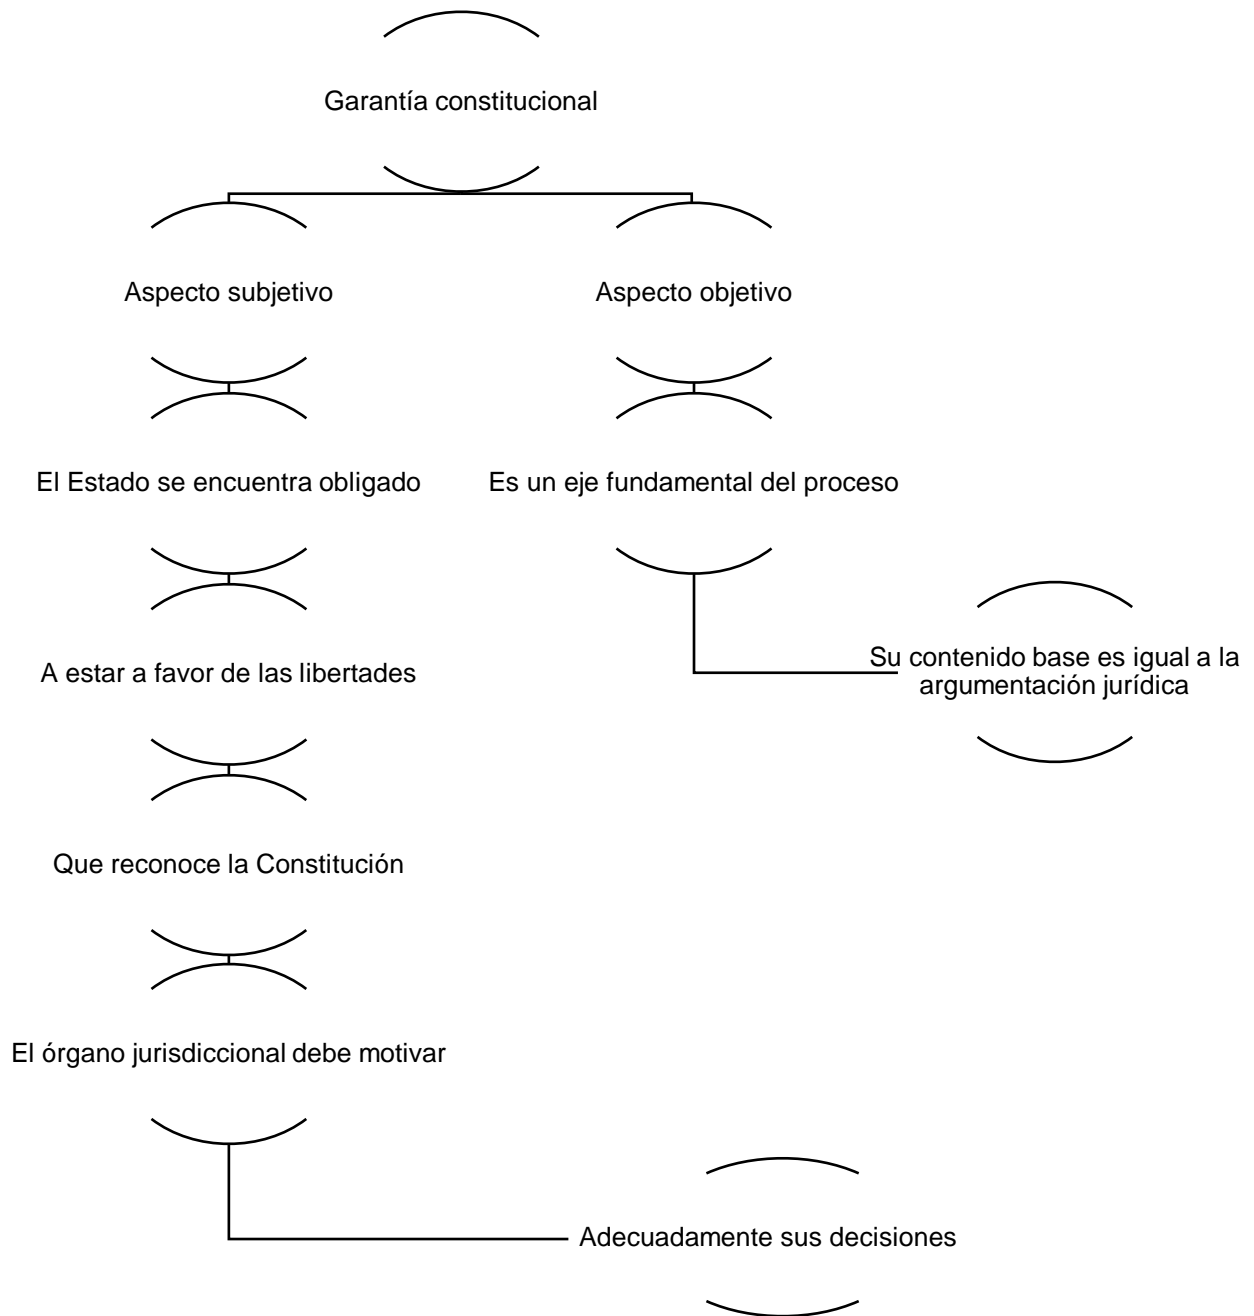 Garantía constitucional
Aspecto subjetivo
Aspecto objetivo
El Estado se encuentra obligado
Es un eje fundamental del proceso
A estar a favor de las libertades
Su contenido base es igual a la
argumentación jurídica
Que reconoce la Constitución
El órgano jurisdiccional debe motivar
Adecuadamente sus decisiones